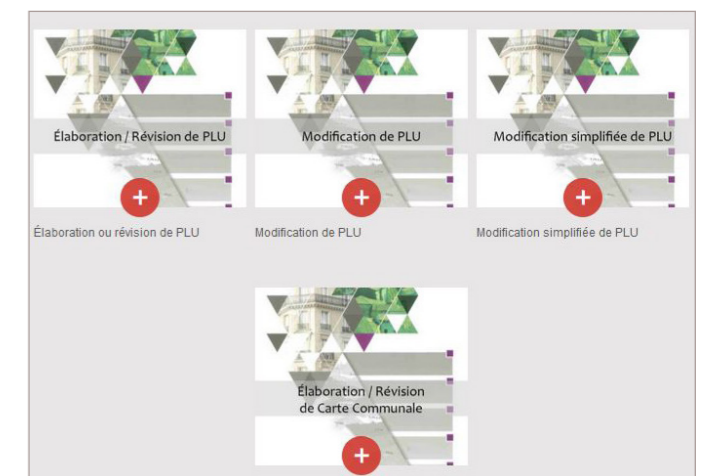 Élaboration / Révision de PLU
Modification de PLU
Modification simplifiée de PLU
Élaboration ou révision de PLU
Modification de PLU
Modification simplifiée de PLU
Élaboration / Révision
de Carte Communale